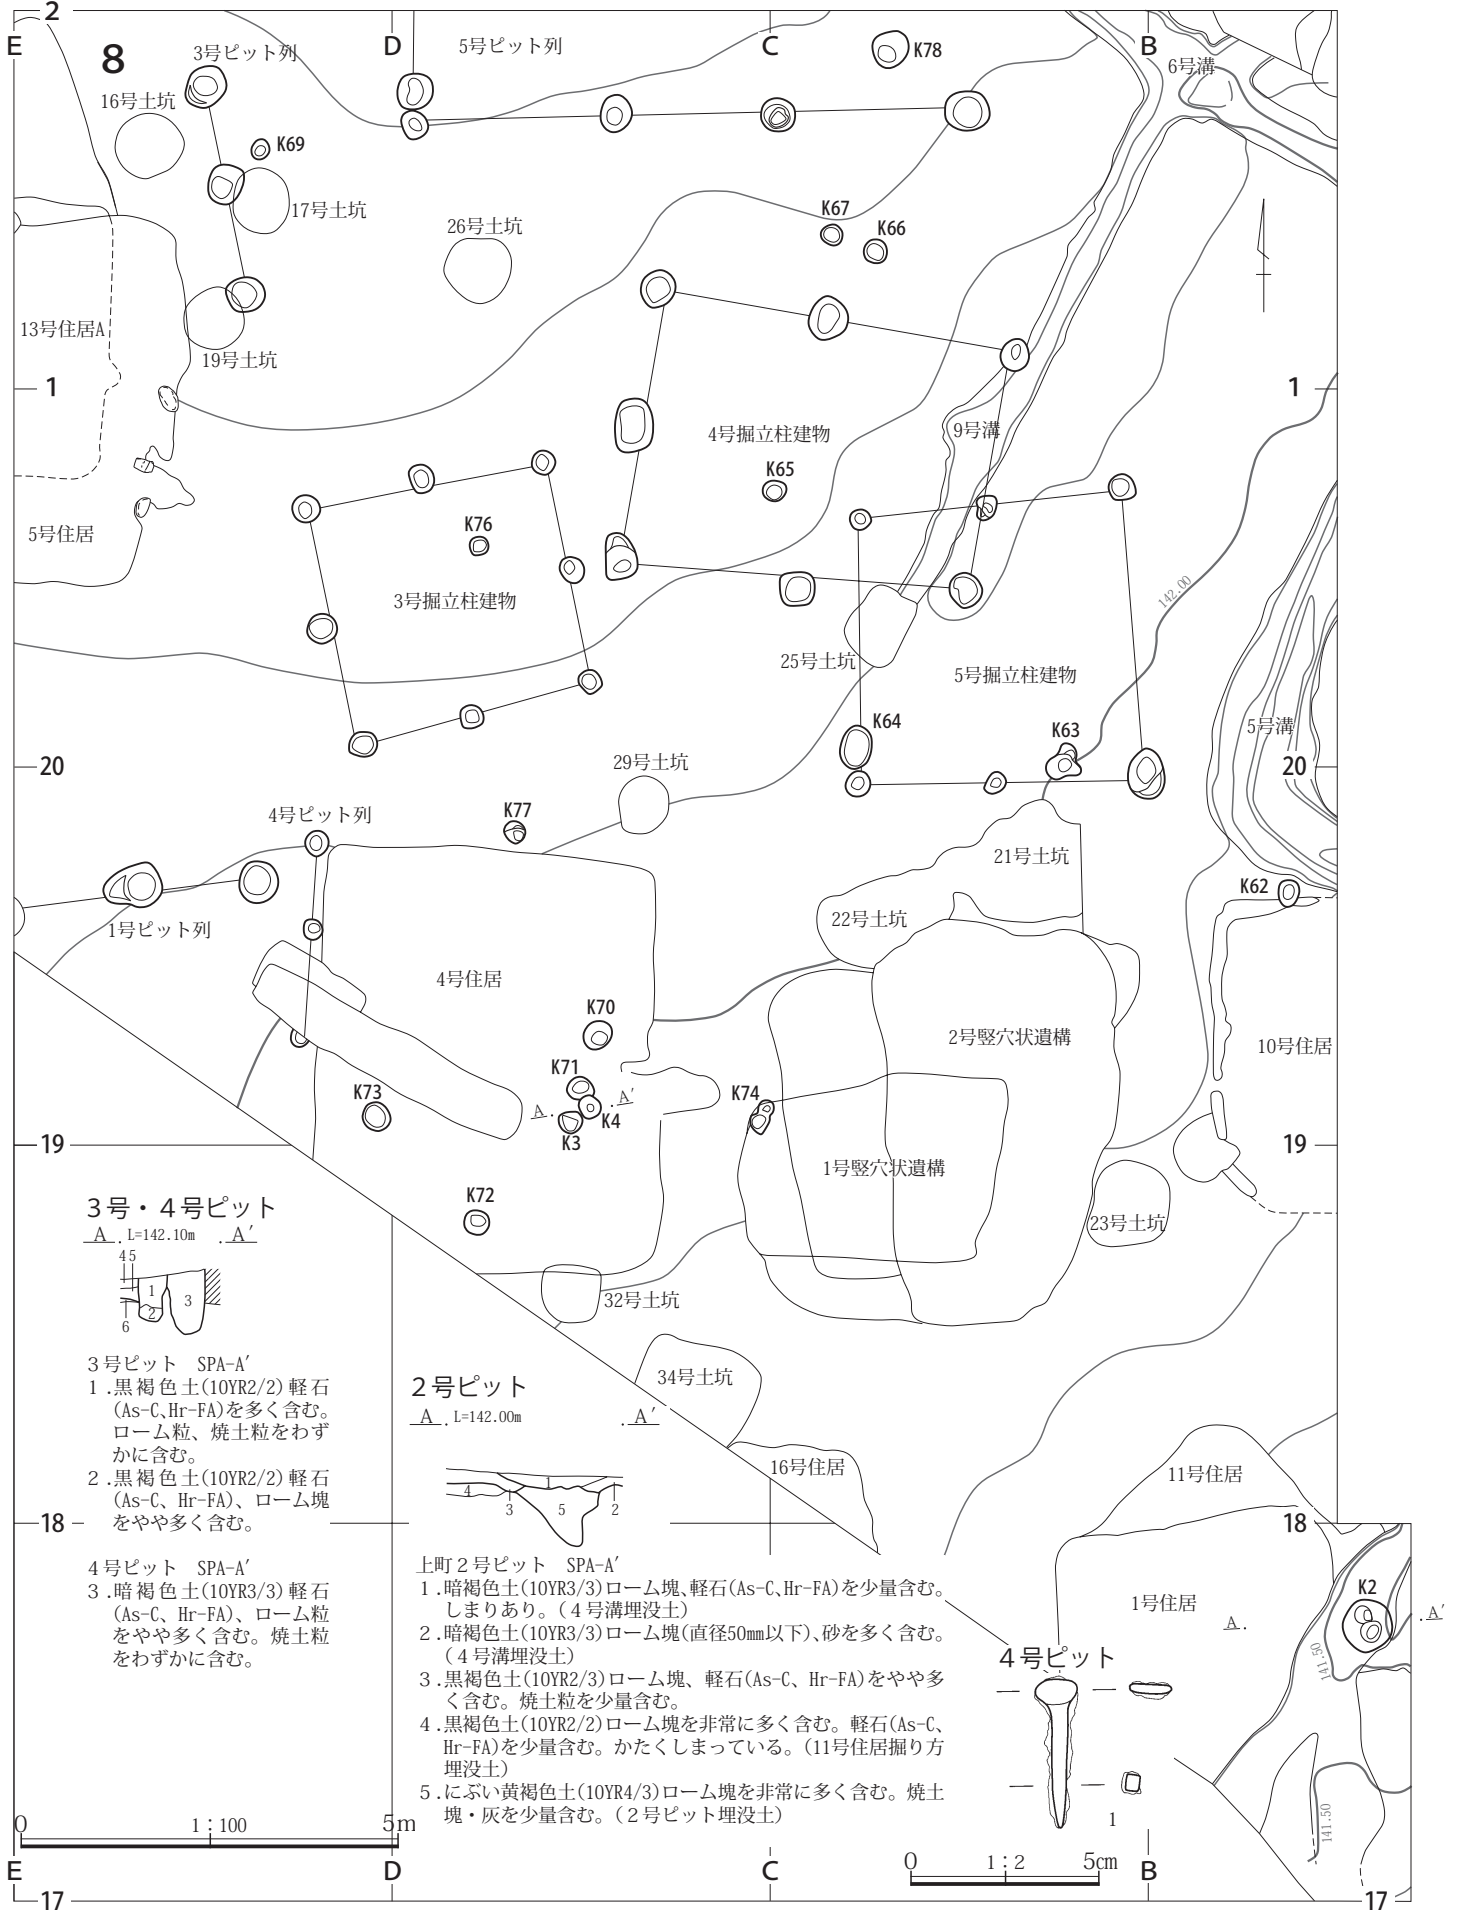 2
E
D
C
B
8
3号ピット列
5号ピット列
K78
6号溝
16号土坑
K69
17号土坑
26号土坑
K67
K66
13号住居A
19号土坑
1
1
4号掘立柱建物
9号溝
K65
5号住居
K76
3号掘立柱建物
142.00
25号土坑
5号掘立柱建物
K64
K63
5号溝
20
20
29号土坑
K77
4号ピット列
21号土坑
K62
22号土坑
1号ピット列
4号住居
K70
2号竪穴状遺構
10号住居
K71
K73
A
A′
K74
K4
K3
19
19
1号竪穴状遺構
K72
23号土坑
32号土坑
34号土坑
16号住居
11号住居
18
18
1号住居
K2
A
A′
141.50
141.50
3号・4号ピット
A L=142.10m A′
4 5
1
3
2
6
3号ピット SPA-A′
1.黒褐色土(10YR2/2)軽石
(As-C、Hr-FA)を多く含む。
ローム粒、焼土粒をわず
かに含む。
2.黒褐色土(10YR2/2)軽石
(As-C、Hr-FA)、ローム塊
をやや多く含む。
4号ピット SPA-A′
3.暗褐色土(10YR3/3)軽石
(As-C、Hr-FA)、ローム粒
をやや多く含む。焼土粒
をわずかに含む。
2号ピット
A L=142.00m A′
1
4
3
5
2
上町2号ピット SPA-A′
1.暗褐色土(10YR3/3)ローム塊、軽石(As-C、Hr-FA)を少量含む。
しまりあり。(4号溝埋没土)
2.暗褐色土(10YR3/3)ローム塊(直径50mm以下)、砂を多く含む。
(4号溝埋没土)
3.黒褐色土(10YR2/3)ローム塊、軽石(As-C、Hr-FA)をやや多
く含む。焼土粒を少量含む。
4.黒褐色土(10YR2/2)ローム塊を非常に多く含む。軽石(As-C、
Hr-FA)を少量含む。かたくしまっている。(11号住居掘り方
埋没土)
5.にぶい黄褐色土(10YR4/3)ローム塊を非常に多く含む。焼土
塊・灰を少量含む。(2号ピット埋没土)
4号ピット
1
0 1:100 5m
0 1:2 5cm
E
D
C
B
17
17